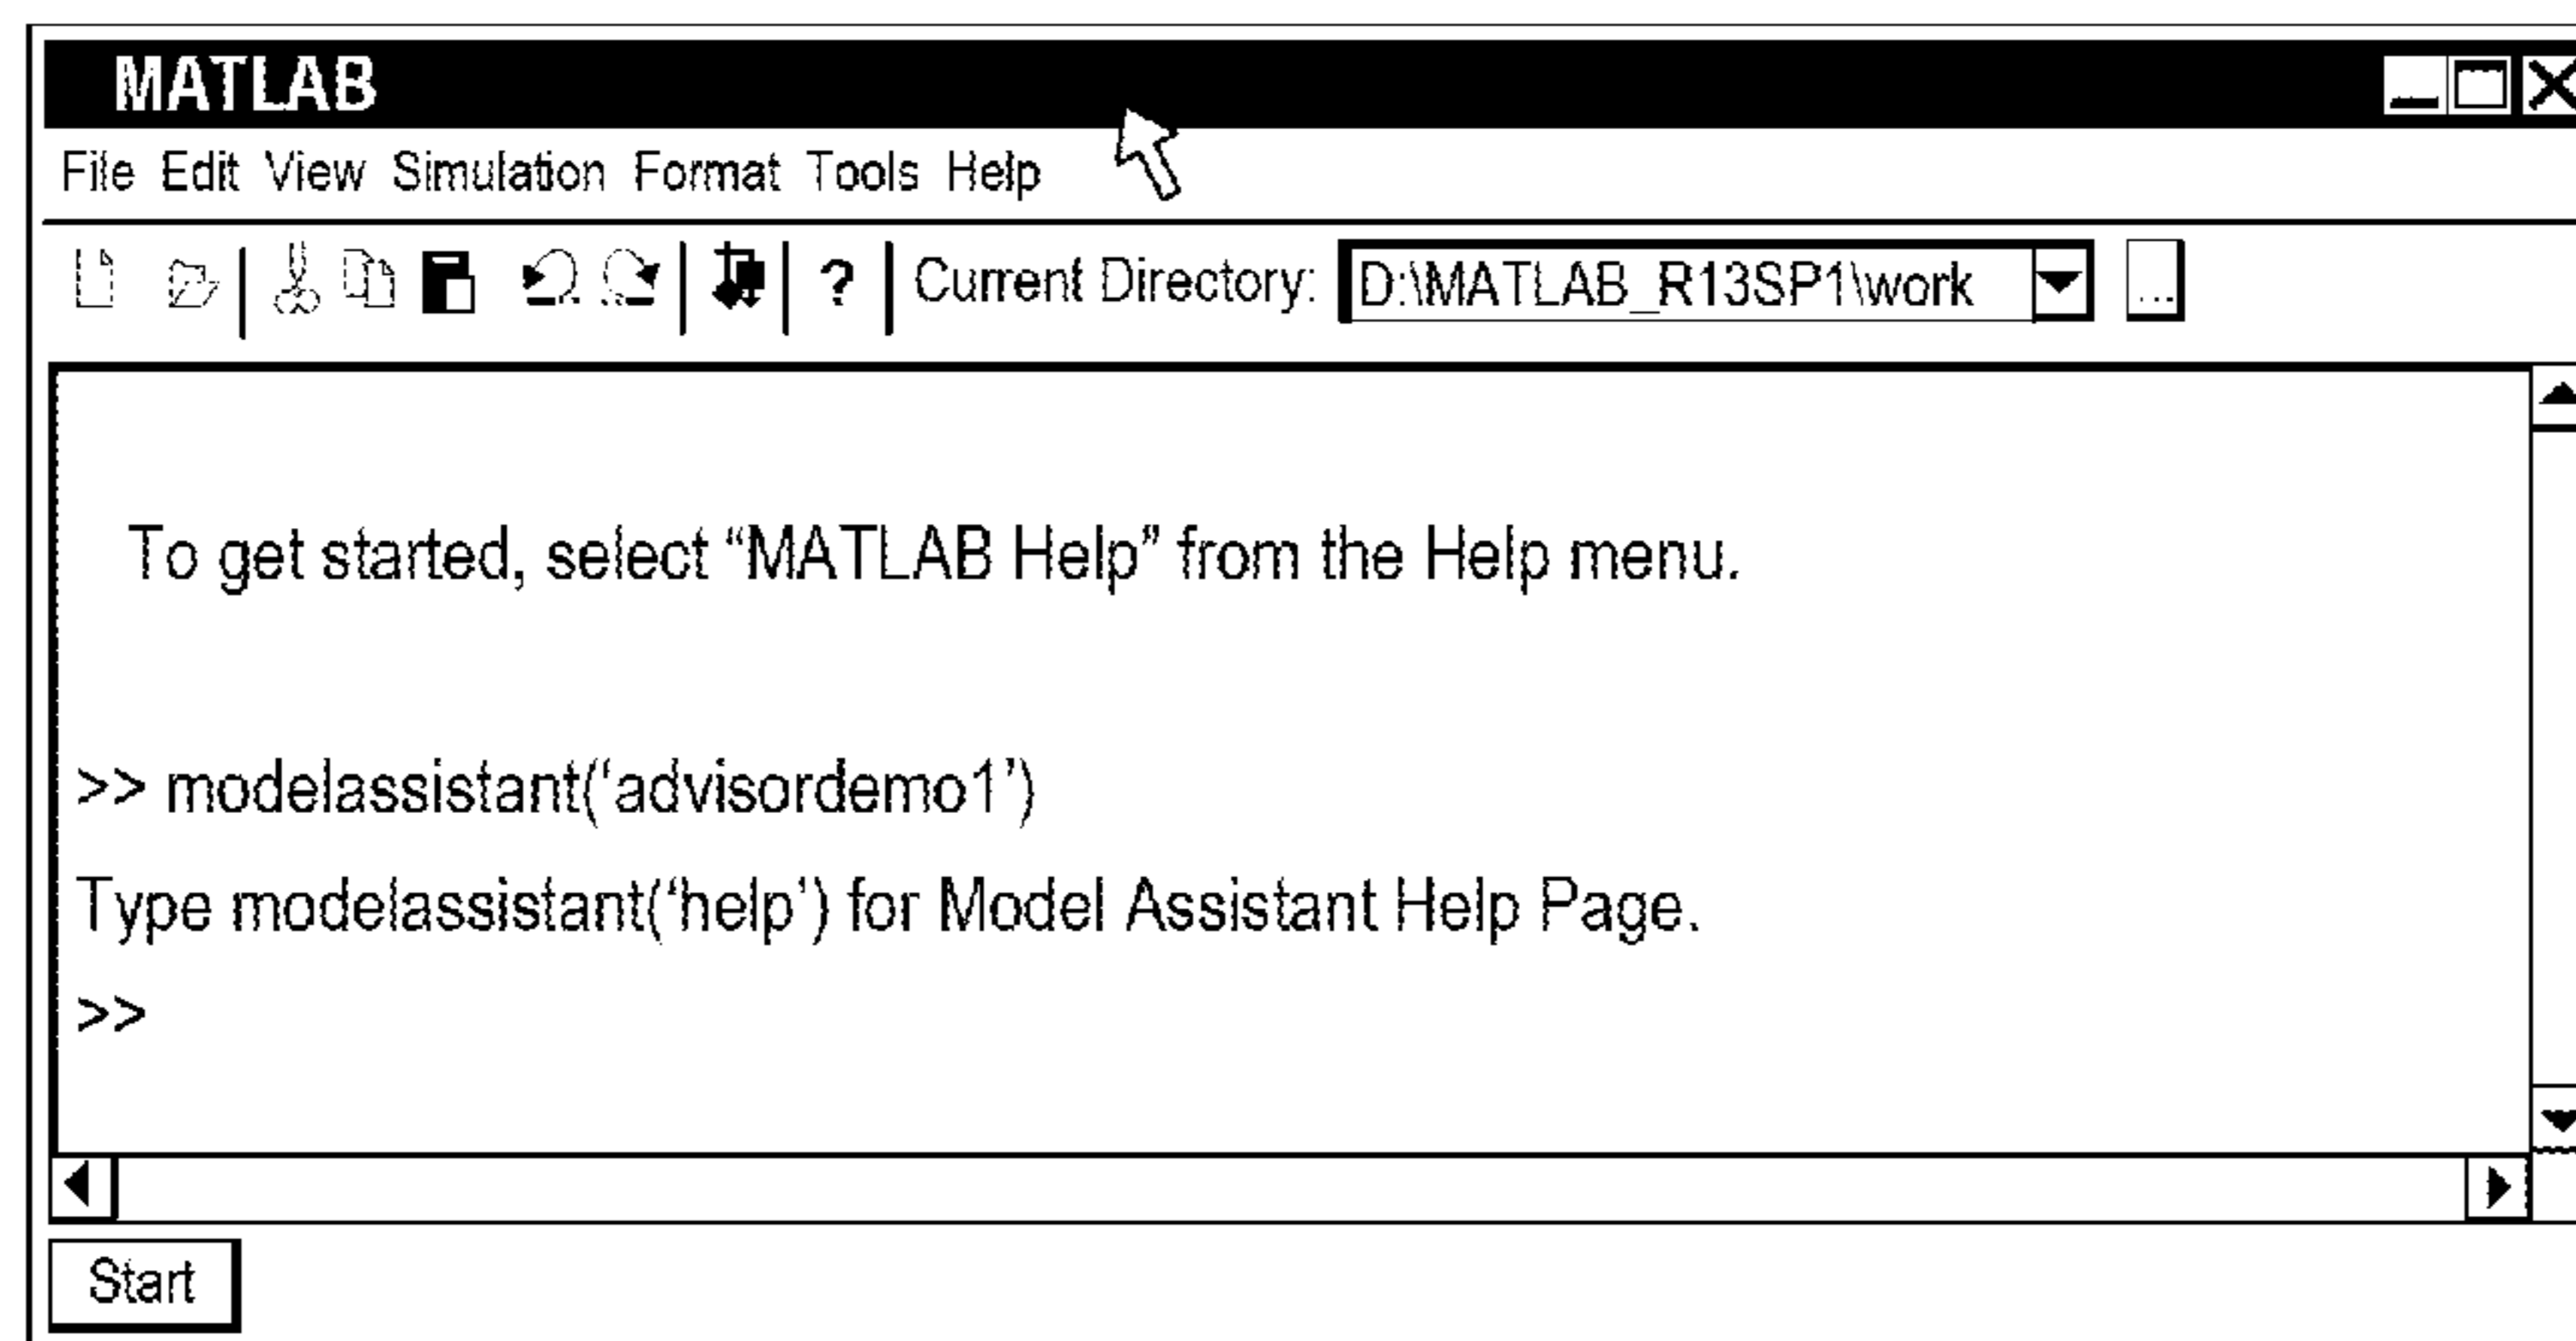 MATLAB
File Edit View Simulation Format Tools Help
? Current Directory: D:\MATLAB_R13SP1\work ...
To get started, select “MATLAB Help” from the Help menu.
>> modelassistant(‘advisordemo1’)
Type modelassistant(‘help’) for Model Assistant Help Page.
>>
Start